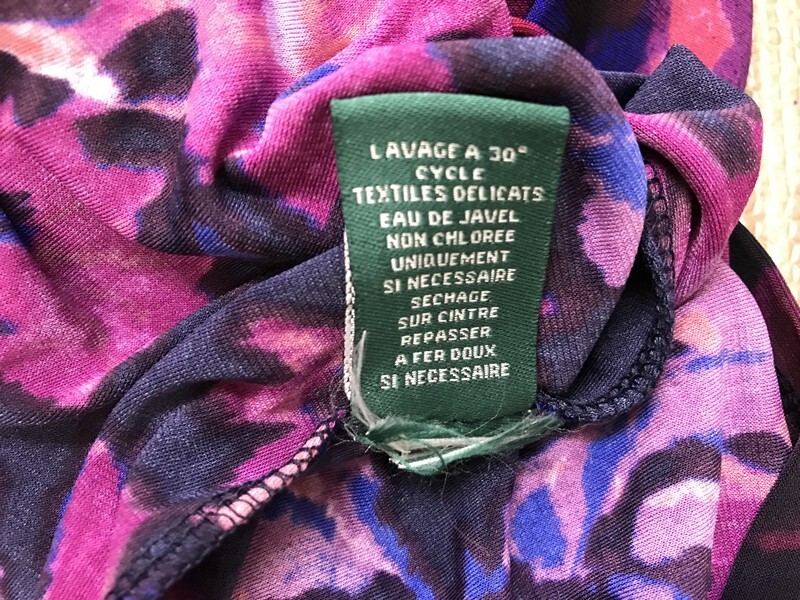 LAVAGE A 30°
CYCLE
TEXTILES DELICATS
EAU DE JAVEL
NON CHLOREE
UNIQUEMENT
SI NECESSAIRE
SECHAGE
SUR CINTRE
REPASSER
A FER DOUX
SI NECESSAIRE